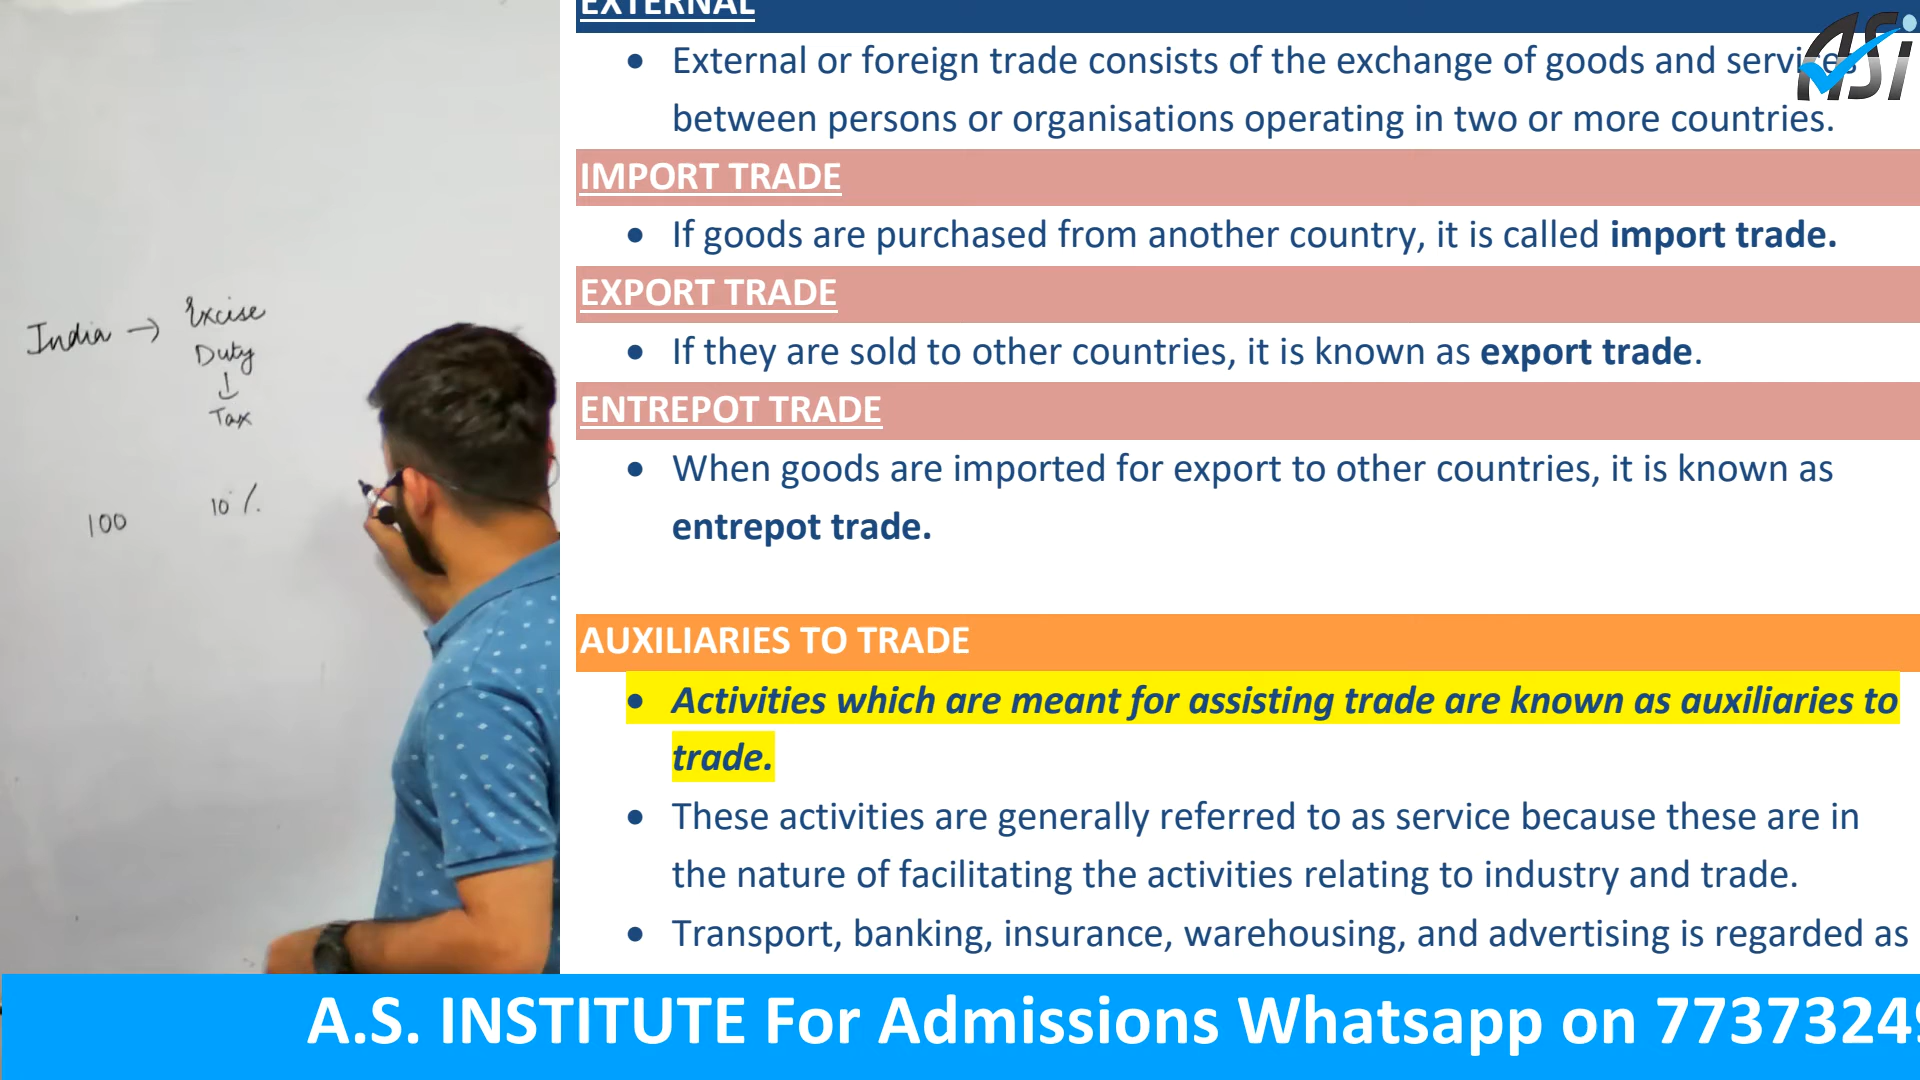 India → Excise
Duty
↓
Tax
100 10%
EXTERNAL
• External or foreign trade consists of the exchange of goods and services
between persons or organisations operating in two or more countries.
IMPORT TRADE
• If goods are purchased from another country, it is called import trade.
EXPORT TRADE
• If they are sold to other countries, it is known as export trade.
ENTREPOT TRADE
• When goods are imported for export to other countries, it is known as
entrepot trade.
AUXILIARIES TO TRADE
• Activities which are meant for assisting trade are known as auxiliaries to
trade.
• These activities are generally referred to as service because these are in
the nature of facilitating the activities relating to industry and trade.
• Transport, banking, insurance, warehousing, and advertising is regarded as
ASi
A.S. INSTITUTE For Admissions Whatsapp on 77373249